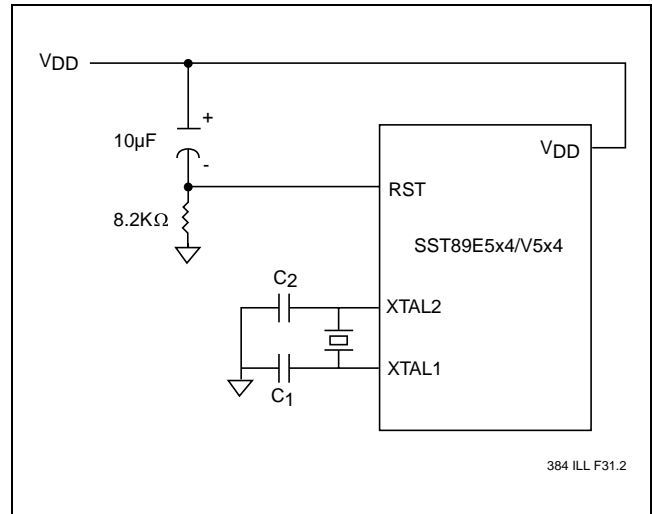 VDD
+
10µF
-
VDD
RST
8.2KΩ
SST89E5x4/V5x4
C2
XTAL2
XTAL1
C1
384 ILL F31.2